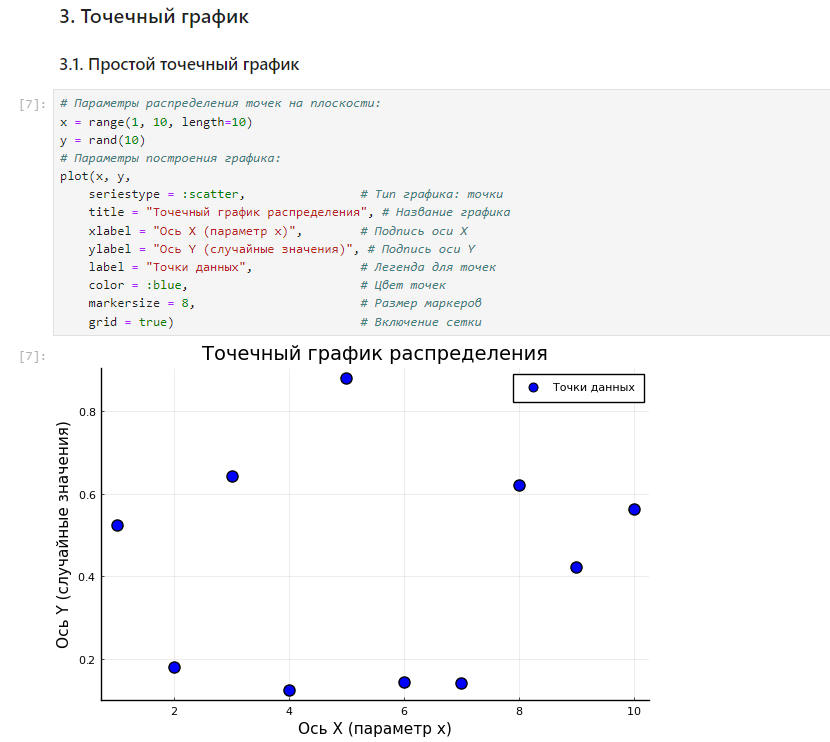 3. Точечный график
3.1. Простой точечный график
[7]:
# Параметры распределения точек на плоскости:
x = range(1, 10, length=10)
y = rand(10)
# Параметры построения графика:
plot(x, y,
    seriestype = :scatter,                # Тип графика: точки
    title = "Точечный график распределения", # Название графика
    xlabel = "Ось X (параметр x)",        # Подпись оси X
    ylabel = "Ось Y (случайные значения)", # Подпись оси Y
    label = "Точки данных",               # Легенда для точек
    color = :blue,                        # Цвет точек
    markersize = 8,                       # Размер маркеров
    grid = true)                          # Включение сетки
[7]:
Точечный график распределения
Точки данных
Ось Y (случайные значения)
0.8
0.6
0.4
0.2
2 4 6 8 10
Ось X (параметр x)